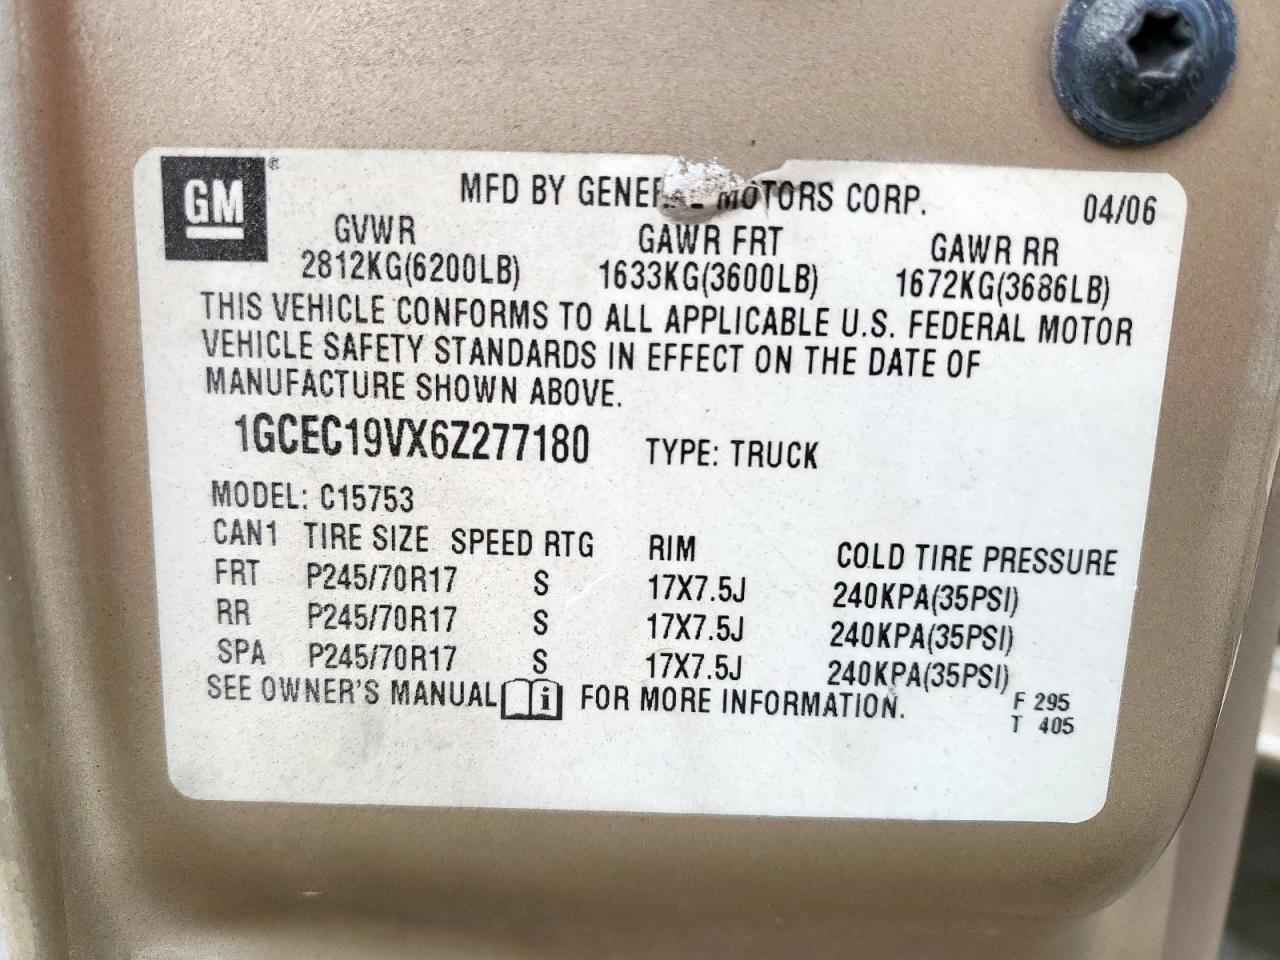 GM®
MFD BY GENERAL MOTORS CORP. 04/06
GVWR GAWR FRT GAWR RR
2812KG(6200LB) 1633KG(3600LB) 1672KG(3686LB)
THIS VEHICLE CONFORMS TO ALL APPLICABLE U.S. FEDERAL MOTOR
VEHICLE SAFETY STANDARDS IN EFFECT ON THE DATE OF
MANUFACTURE SHOWN ABOVE.
1GCEC19VX6Z277180 TYPE: TRUCK
MODEL: C15753
CAN1 TIRE SIZE SPEED RTG RIM COLD TIRE PRESSURE
FRT P245/70R17 S 17X7.5J 240KPA(35PSI)
RR P245/70R17 S 17X7.5J 240KPA(35PSI)
SPA P245/70R17 S 17X7.5J 240KPA(35PSI)
SEE OWNER'S MANUAL i FOR MORE INFORMATION.
F 295
T 405